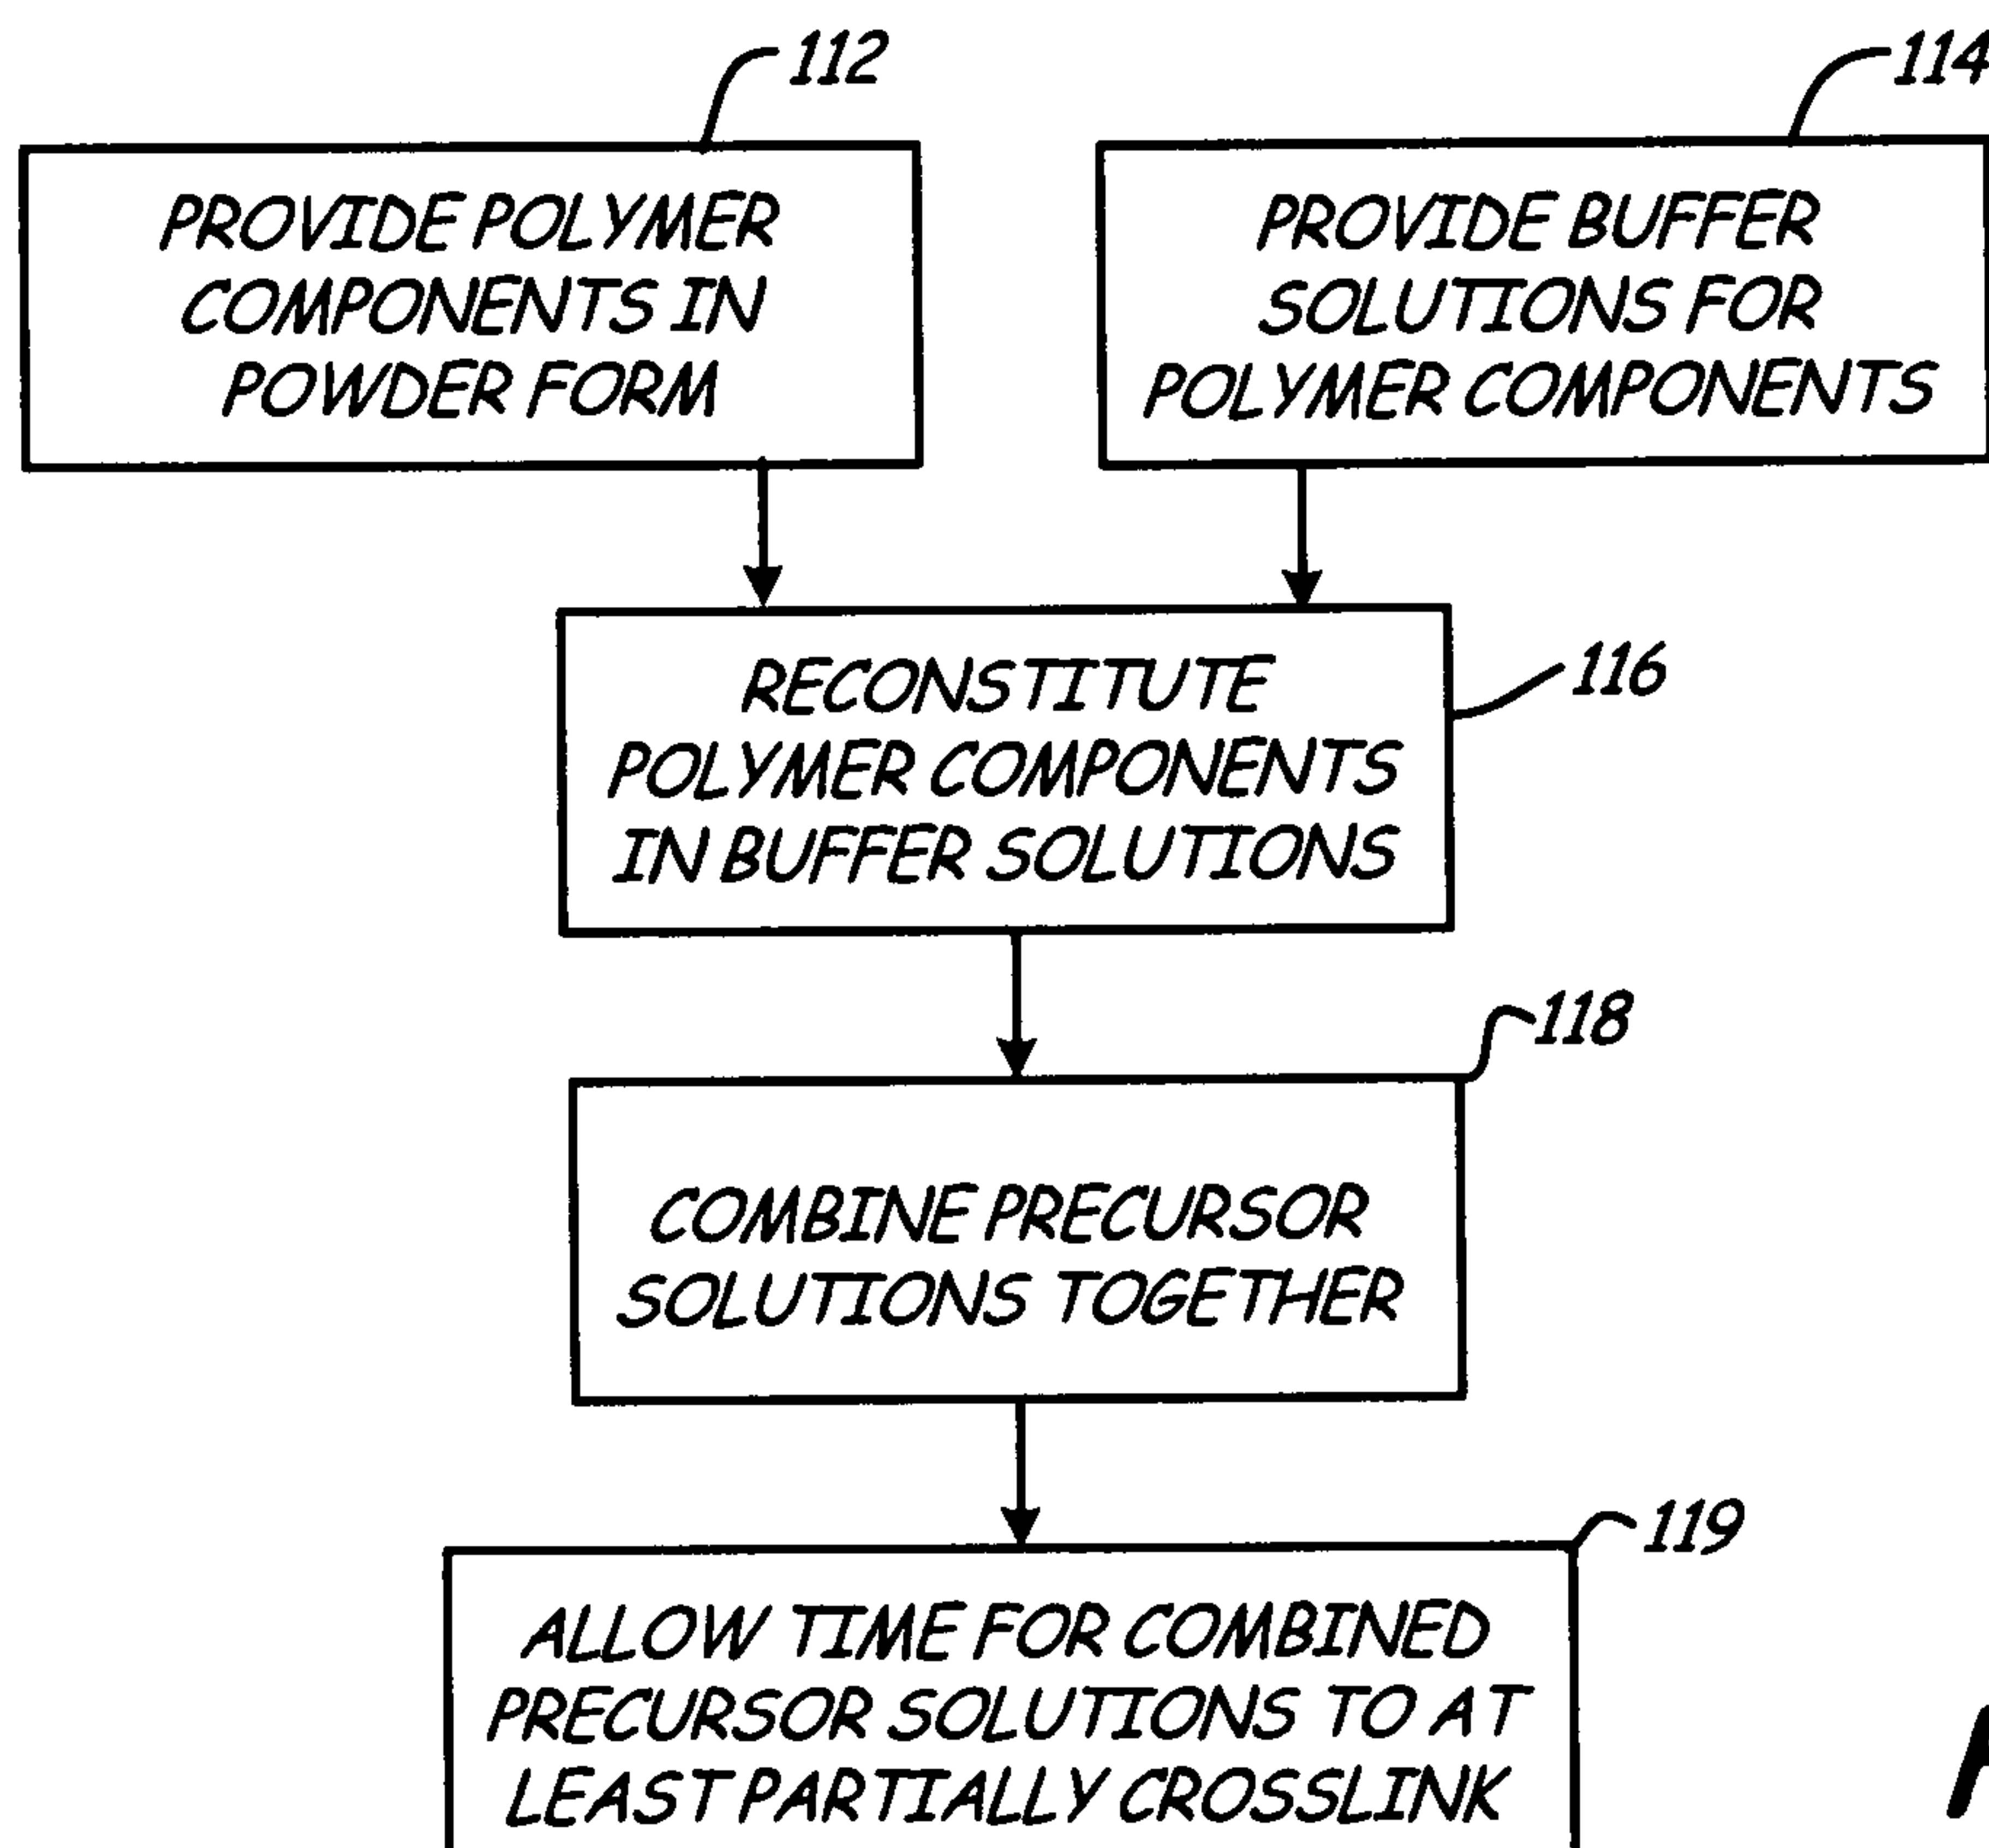 112
114
PROVIDE POLYMER
COMPONENTS IN
POWDER FORM
PROVIDE BUFFER
SOLUTIONS FOR
POLYMER COMPONENTS
RECONSTITUTE
POLYMER COMPONENTS
IN BUFFER SOLUTIONS
116
118
COMBINE PRECURSOR
SOLUTIONS TOGETHER
119
ALLOW TIME FOR COMBINED
PRECURSOR SOLUTIONS TO AT
LEAST PARTIALLY CROSSLINK